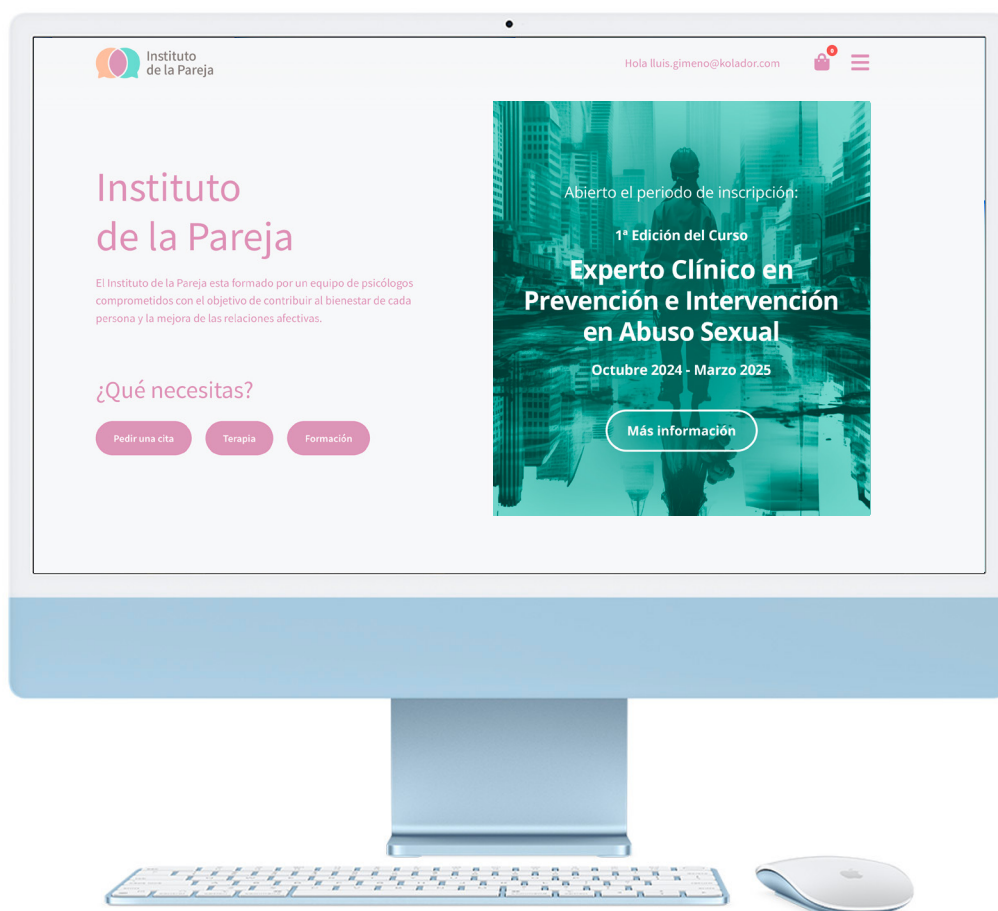 Instituto
de la Pareja
Hola lluis.gimeno@kolador.com
0
Instituto
de la Pareja
El Instituto de la Pareja esta formado por un equipo de psicólogos
comprometidos con el objetivo de contribuir al bienestar de cada
persona y la mejora de las relaciones afectivas.
¿Qué necesitas?
Pedir una cita
Terapia
Formación
Abierto el periodo de inscripción:
1ª Edición del Curso
Experto Clínico en
Prevención e Intervención
en Abuso Sexual
Octubre 2024 - Marzo 2025
Más información